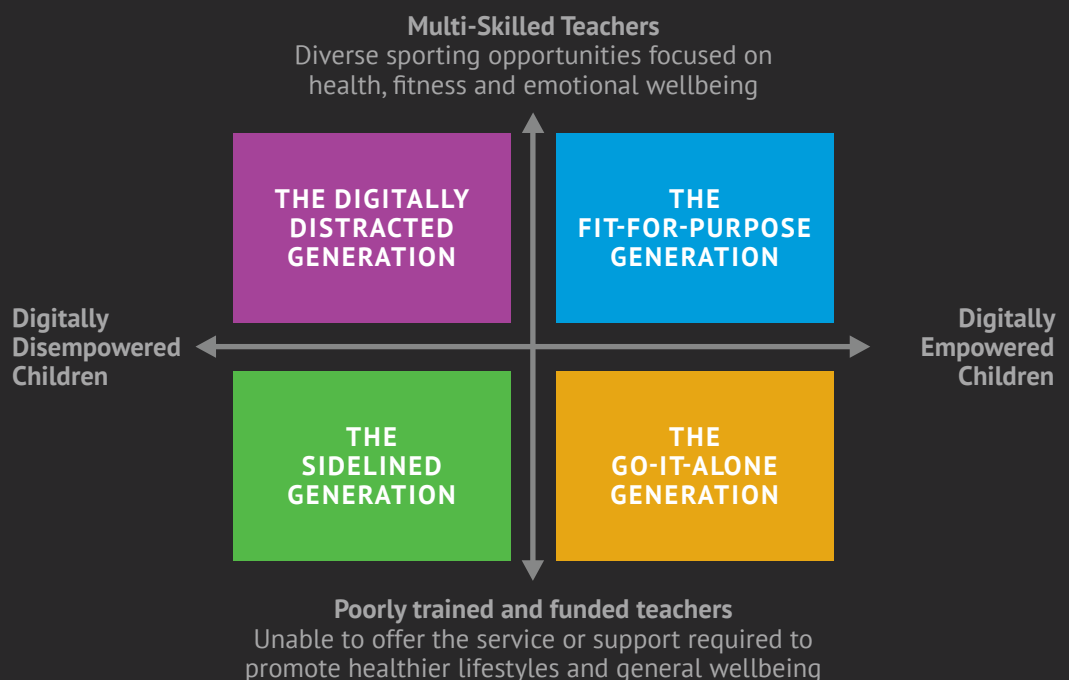 Multi-Skilled Teachers
Diverse sporting opportunities focused on
health, fitness and emotional wellbeing
THE DIGITALLY
DISTRACTED
GENERATION
THE
FIT-FOR-PURPOSE
GENERATION
Digitally
Disempowered
Children
Digitally
Empowered
Children
THE
SIDELINED
GENERATION
THE
GO-IT-ALONE
GENERATION
Poorly trained and funded teachers
Unable to offer the service or support required to
promote healthier lifestyles and general wellbeing